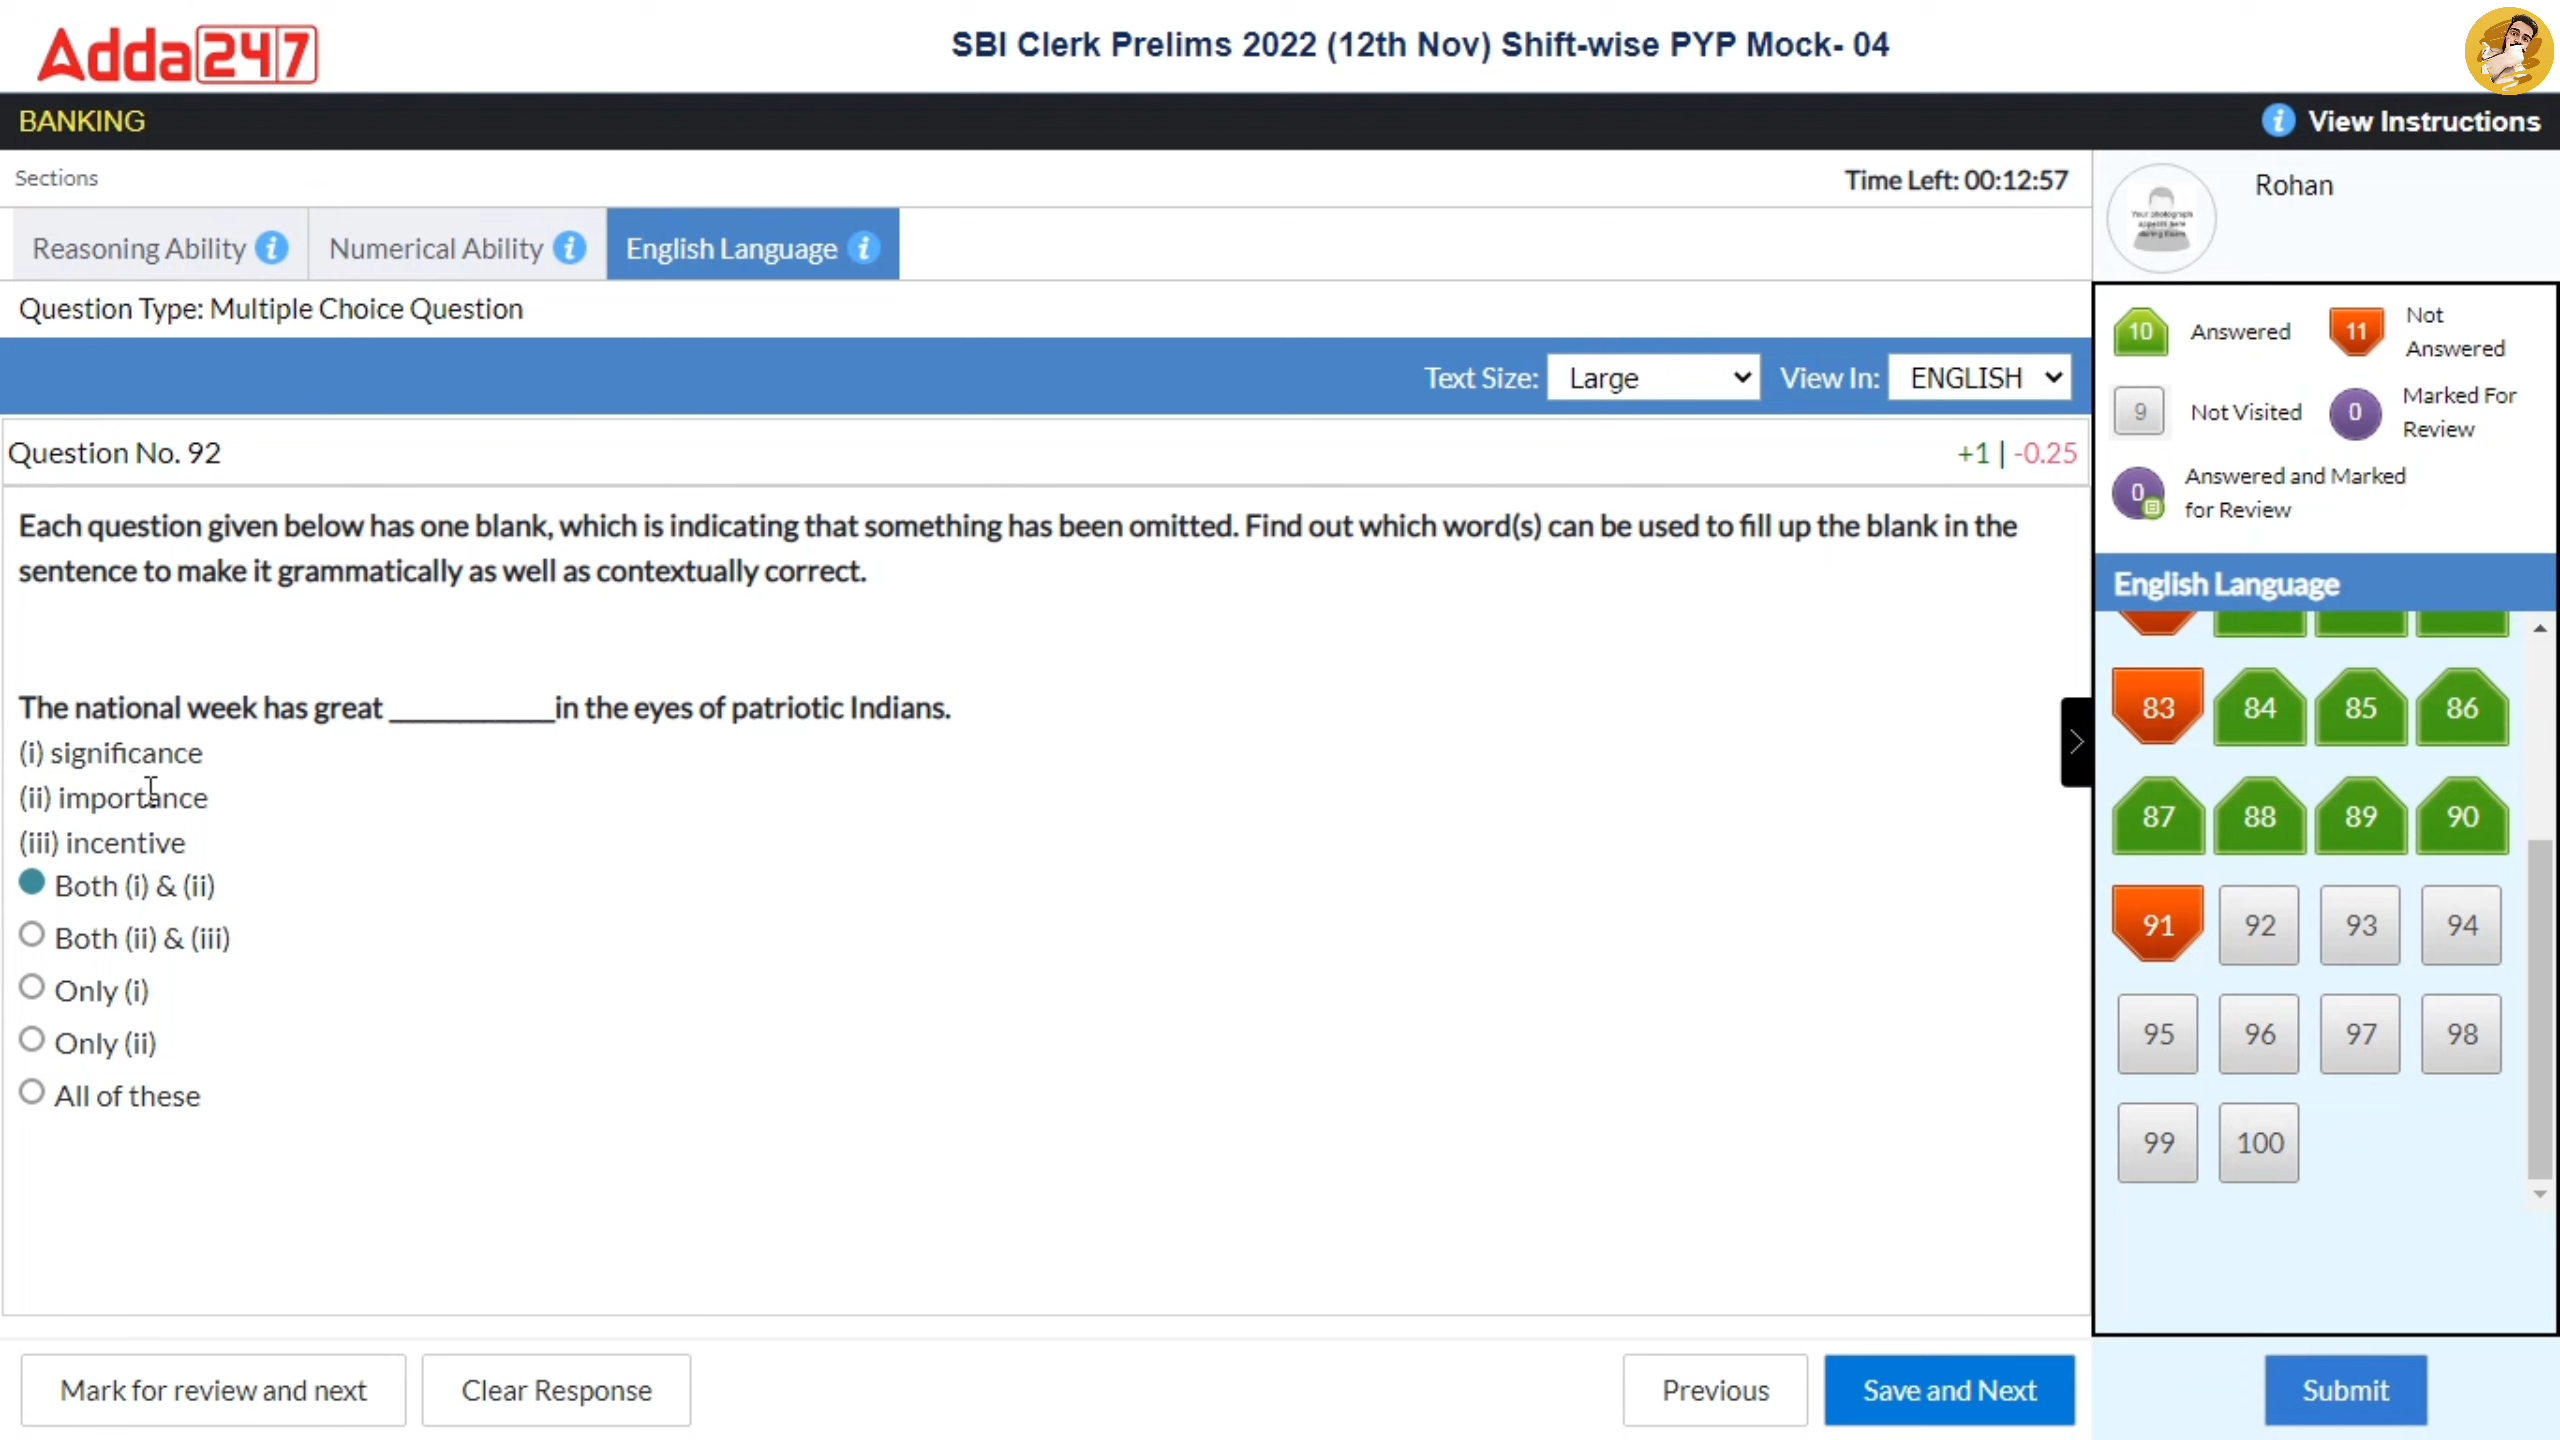 Adda247
SBI Clerk Prelims 2022 (12th Nov) Shift-wise PYP Mock- 04
BANKING
View Instructions
Sections
Time Left: 00:12:57
Rohan
Reasoning Ability
Numerical Ability
English Language
Question Type: Multiple Choice Question
10 Answered
11 Not Answered
9 Not Visited
0 Marked For Review
0 Answered and Marked for Review
Text Size: Large
View In: ENGLISH
Question No. 92
+1 | -0.25
Each question given below has one blank, which is indicating that something has been omitted. Find out which word(s) can be used to fill up the blank in the
sentence to make it grammatically as well as contextually correct.
The national week has great ____________in the eyes of patriotic Indians.
(i) significance
(ii) importance
(iii) incentive
Both (i) & (ii)
Both (ii) & (iii)
Only (i)
Only (ii)
All of these
English Language
83 84 85 86
87 88 89 90
91 92 93 94
95 96 97 98
99 100
Mark for review and next
Clear Response
Previous
Save and Next
Submit